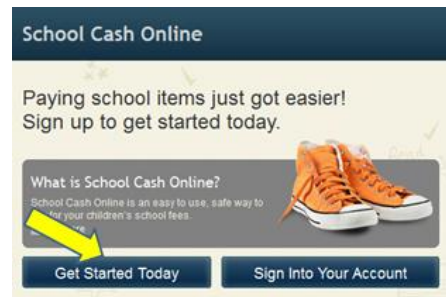 School Cash Online
Paying school items just got easier!
Sign up to get started today.
What is School Cash Online?
School Cash Online is an easy to use, safe way to
for your children's school fees.
Get Started Today
Sign Into Your Account